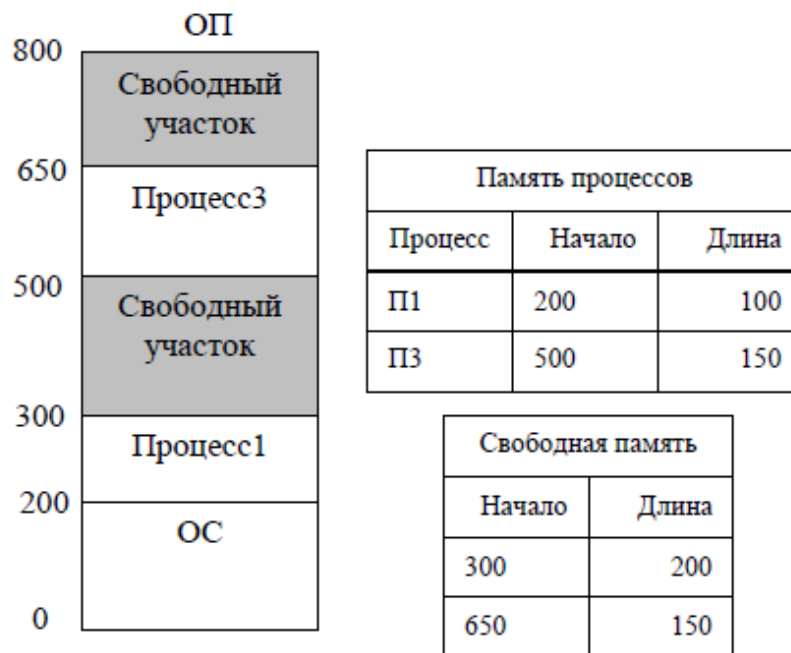 ОП
800
Свободный
участок
650
Процесс3
500
Свободный
участок
300
Процесс1
200
ОС
0
Память процессов
Процесс Начало Длина
П1 200 100
П3 500 150
Свободная память
Начало Длина
300 200
650 150